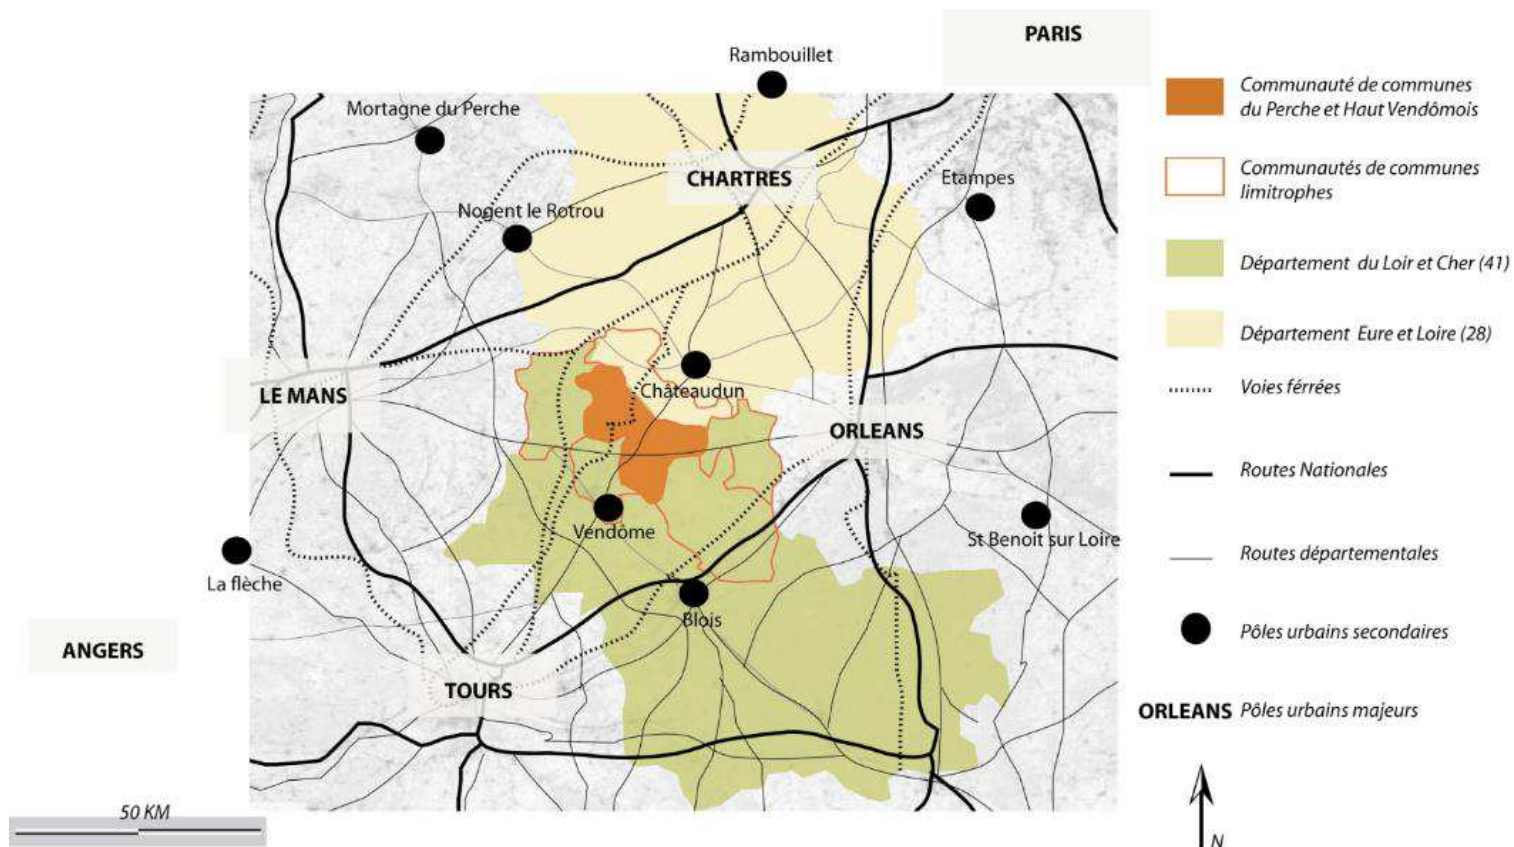 PARIS
Rambouillet
Mortagne du Perche
CHARTRES
Etampes
Nogent le Rotrou
Châteaudun
LE MANS
ORLEANS
Vendôme
St Benoit sur Loire
La flèche
Blois
ANGERS
TOURS
50 KM
Communauté de communes
du Perche et Haut Vendômois
Communautés de communes
limitrophes
Département du Loir et Cher (41)
Département Eure et Loire (28)
Voies férrées
Routes Nationales
Routes départementales
Pôles urbains secondaires
ORLEANS Pôles urbains majeurs
N